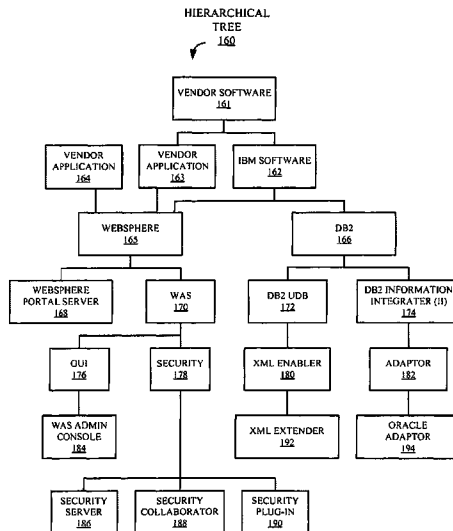 HIERARCHICAL
TREE
160
VENDOR SOFTWARE
161
VENDOR
APPLICATION
164
VENDOR
APPLICATION
163
IBM SOFTWARE
162
WEBSPHERE
165
DB2
166
WEBSPHERE
PORTAL SERVER
168
WAS
170
DB2 UDB
172
DB2 INFORMATION
INTEGRATER (II)
174
GUI
176
SECURITY
178
XML ENABLER
180
ADAPTOR
182
WAS ADMIN
CONSOLE
184
XML EXTENDER
192
ORACLE
ADAPTOR
194
SECURITY
SERVER
186
SECURITY
COLLABORATOR
188
SECURITY
PLUG-IN
190